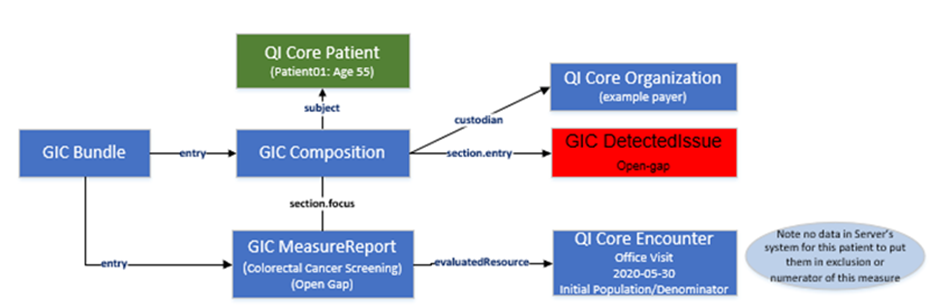 QI Core Patient
(Patient01: Age 55)
subject
QI Core Organization
(example payer)
custodian
GIC Bundle
entry
GIC Composition
section.entry
GIC DetectedIssue
Open-gap
section.focus
entry
GIC MeasureReport
(Colorectal Cancer Screening)
(Open Gap)
evaluatedResource
QI Core Encounter
Office Visit
2020-05-30
Initial Population/Denominator
Note no data in Server's
system for this patient to put
them in exclusion or
numerator of this measure